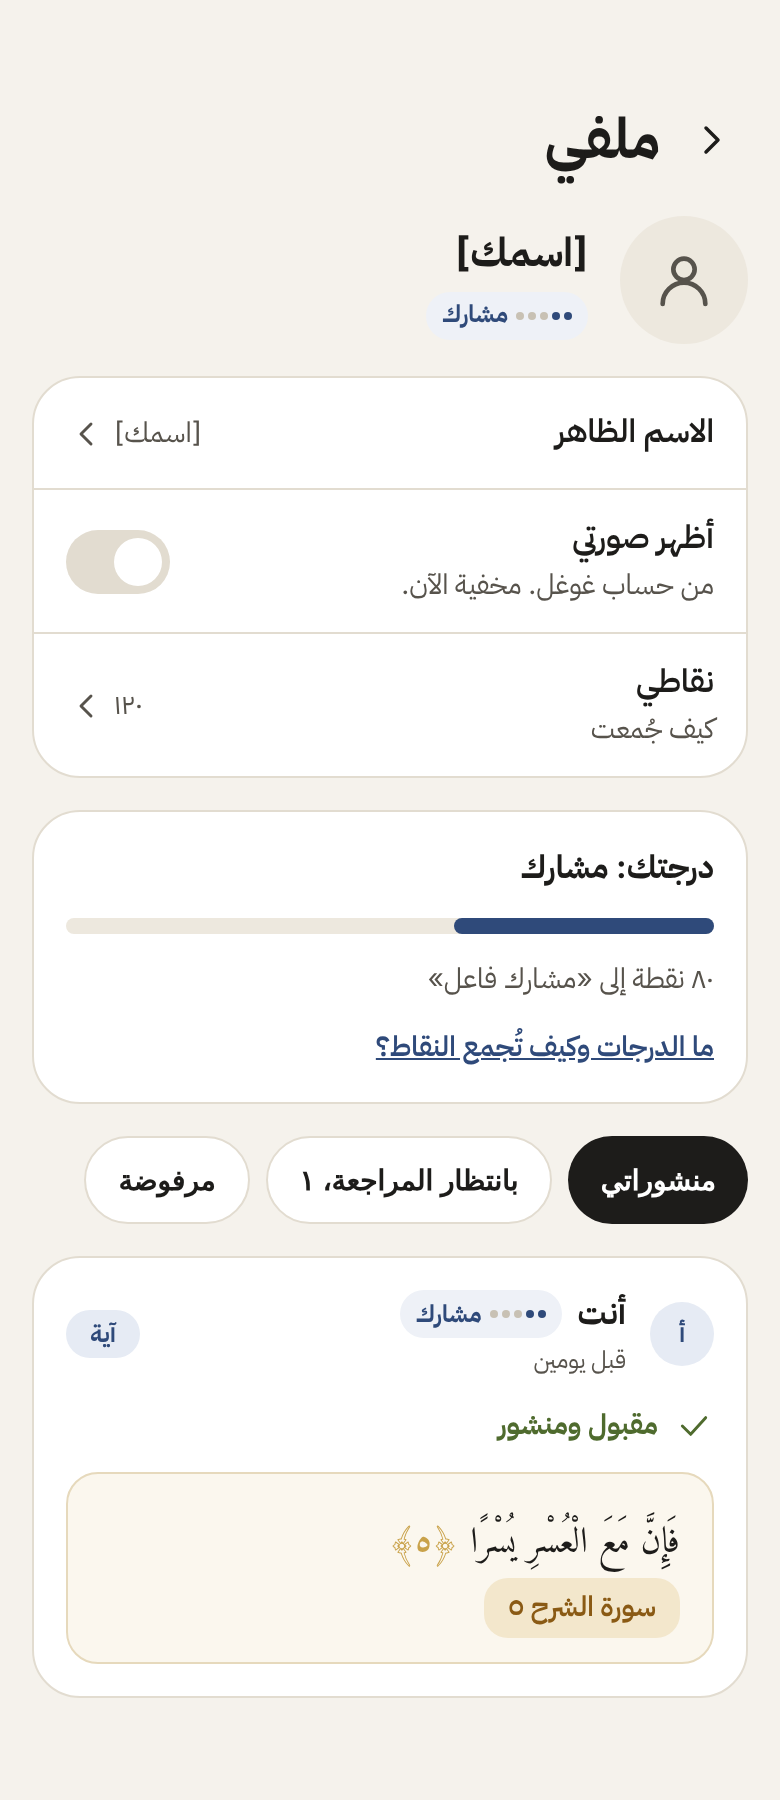 ملفي
[اسمك]
مشارك
الاسم الظاهر
[اسمك]
أظهر صورتي
من حساب غوغل. مخفية الآن.
نقاطي
كيف جُمعت
١٢٠
درجتك: مشارك
٨٠ نقطة إلى «مشارك فاعل»
ما الدرجات وكيف تُجمع النقاط؟
منشوراتي
بانتظار المراجعة، ١
مرفوضة
أ
أنت
مشارك
آية
قبل يومين
مقبول ومنشور
فَإِنَّ مَعَ الْعُسْرِ يُسْرًا ﴿٥﴾
سورة الشرح ٥